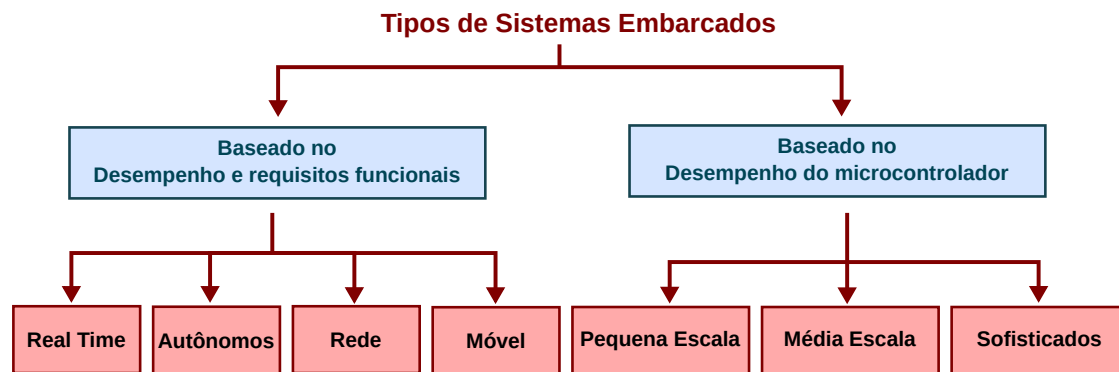 Tipos de Sistemas Embarcados
Baseado no
Desempenho e requisitos funcionais
Baseado no
Desempenho do microcontrolador
Real Time
Autônomos
Rede
Móvel
Pequena Escala
Média Escala
Sofisticados